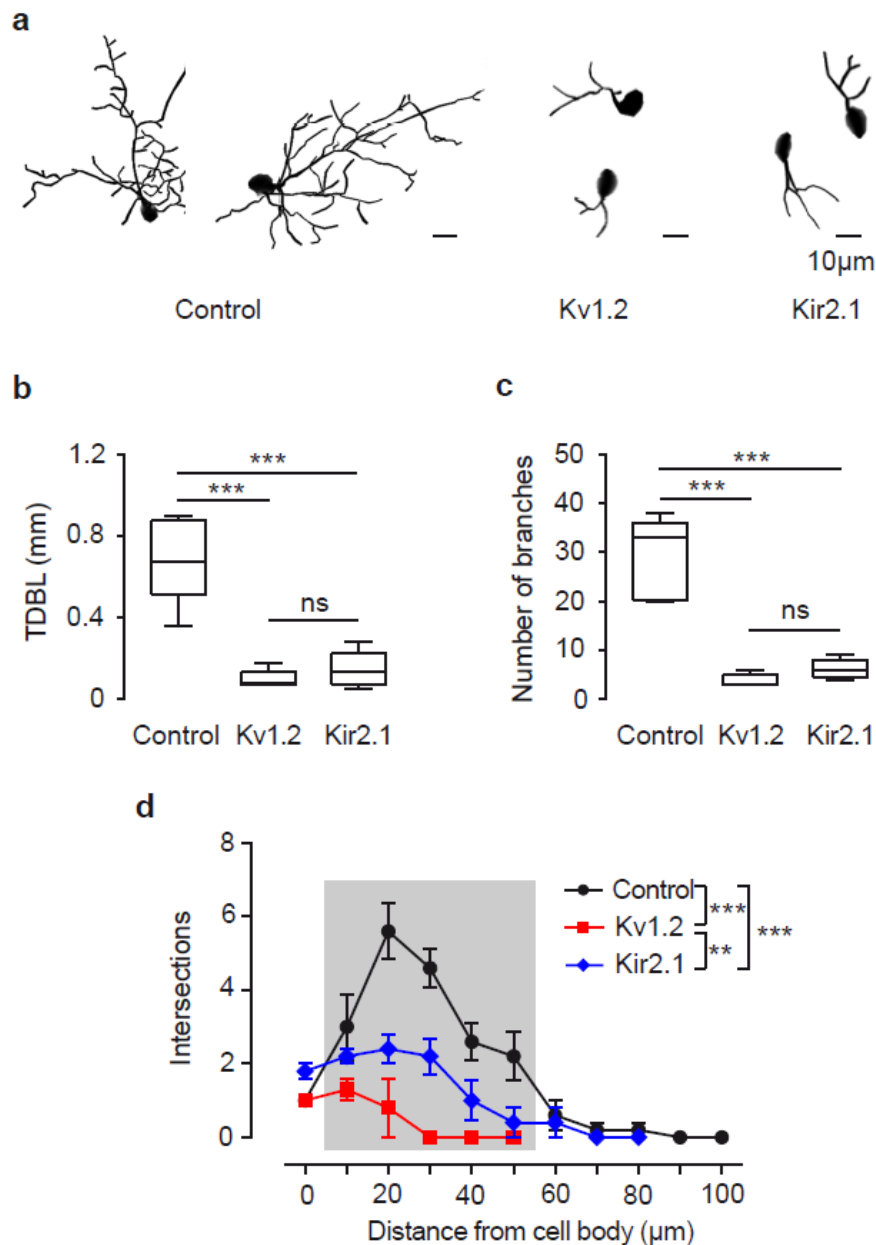 a
10µm
Control Kv1.2 Kir2.1
b
1.2
0.8
0.4
0
TDBL (mm)
***
***
ns
Control Kv1.2 Kir2.1
c
50
40
30
20
10
0
Number of branches
***
***
ns
Control Kv1.2 Kir2.1
d
8
6
4
2
0
Intersections
Control
Kv1.2
Kir2.1
***
**
***
0 20 40 60 80 100
Distance from cell body (µm)